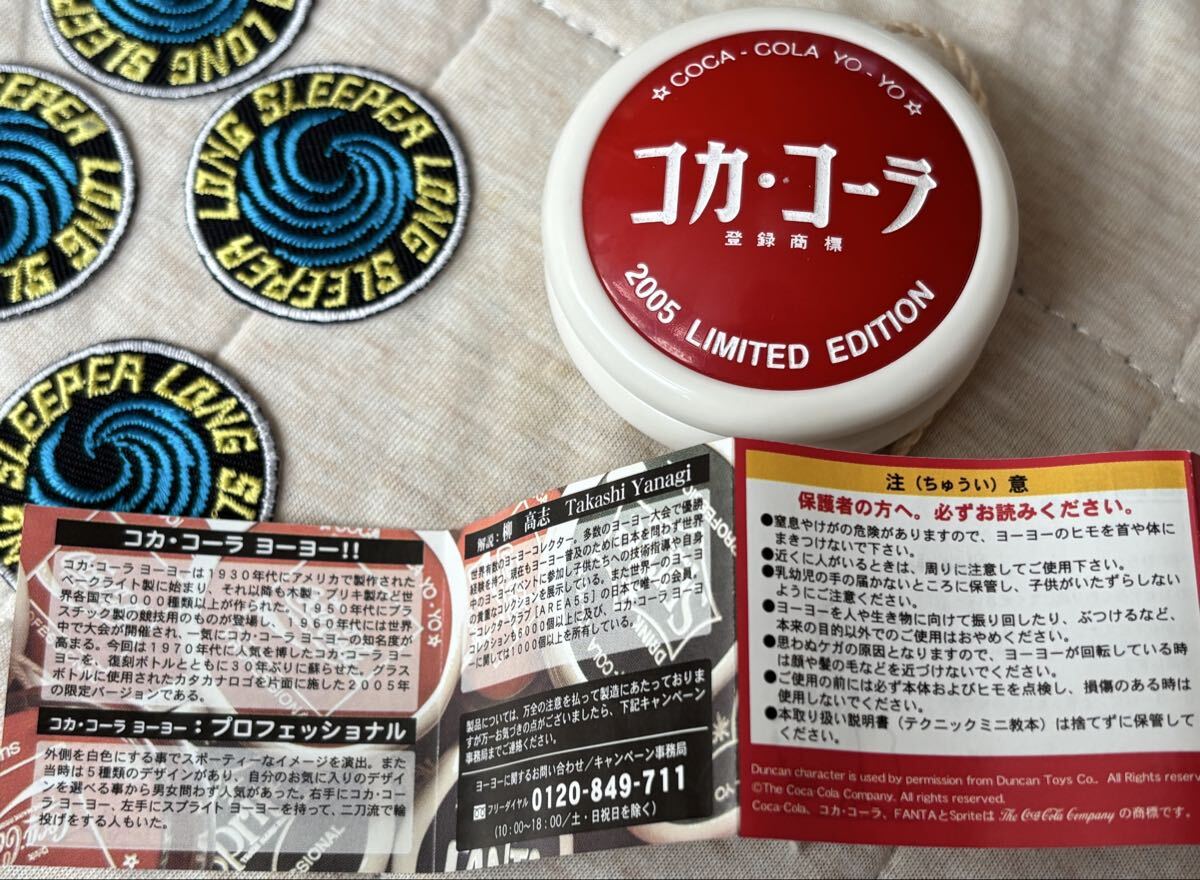 LONG SLEEPER LONG SLEEPER
LONG SLEEPER LONG SLEEPER
SLEEPER LONG SL
SLEEPER LONG SL
☆COCA-COLA YO-YO☆
コカ・コーラ
登録商標
2005 LIMITED EDITION
コカ・コーラ ヨーヨー!!
コカ・コーラ ヨーヨーは1930年代にアメリカで製作された
ベークライト製に始まり、それ以降も木製・ブリキ製など世
界各国で1000種類以上が作られた。1950年代にプラ
スチック製の競技用のものが登場し、1960年代には世界
中で大会が開催され、一気にコカ・コーラ ヨーヨーの知名度が
高まる。今回は1970年代に人気を博したコカ・コーラ ヨー
ヨーを、復刻ボトルとともに30年ぶりに蘇らせた。グラス
ボトルに使用されたカタカナロゴを片面に施した2005年
の限定バージョンである。
コカ・コーラ ヨーヨー:プロフェッショナル
外側を白色にする事でスポーティーなイメージを演出。また
当時は5種類のデザインがあり、自分のお気に入りのデザイ
ンを選べる事から男女問わず人気があった。右手にコカ・コー
ラ ヨーヨー、左手にスプライト ヨーヨーを持って、二刀流で輪
投げをする人もいた。
解説:柳 高志 Takashi Yanagi
世界有数のヨーヨーコレクター。多数のヨーヨー大会で優勝
経験を持つ。現在もヨーヨー普及のために日本を問わず世界
中のヨーヨーイベントに参加し子供たちへの技術指導や自身
の貴重なコレクションを展示している。また世界一のヨーヨ
ーコレクタークラブ[AREA55]の日本で唯一の会員。
コレクションも6000個以上に及び、コカ・コーラ ヨーヨ
ーに関しては1000個以上を所有している。
製品については、万全の注意を払って製造にあたっておりま
すが万一お気づきの点がございましたら、下記キャンペーン
事務局までご連絡ください。
ヨーヨーに関するお問い合わせ/キャンペーン事務局
フリーダイヤル 0120-849-711
(10:00~18:00/土・日祝日を除く)
注(ちゅうい)意
保護者の方へ。必ずお読みください。
●窒息やけがの危険がありますので、ヨーヨーのヒモを首や体に
まきつけないで下さい。
●近くに人がいるときは、周りに注意してご使用下さい。
●乳幼児の手の届かないところに保管し、子供がいたずらしない
ようにご注意ください。
●ヨーヨーを人や生き物に向けて振り回したり、ぶつけるなど、
本来の目的以外でのご使用はおやめください。
●思わぬケガの原因となりますので、ヨーヨーが回転している時
は顔や髪の毛などを近づけないでください。
●ご使用の前には必ず本体およびヒモを点検し、損傷のある時は
使用しないでください。
●本取り扱い説明書(テクニックミニ教本)は捨てずに保管して
ください。
Duncan character is used by permission from Duncan Toys Co.. All Rights reserv
©The Coca-Cola Company. All rights reserved.
Coca-Cola、コカ・コーラ、FANTAとSpriteは The Coca-Cola Company の商標です。